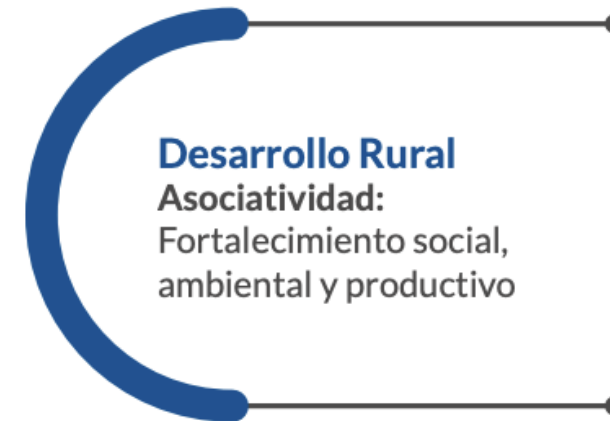 Desarrollo Rural
Asociatividad:
Fortalecimiento social,
ambiental y productivo